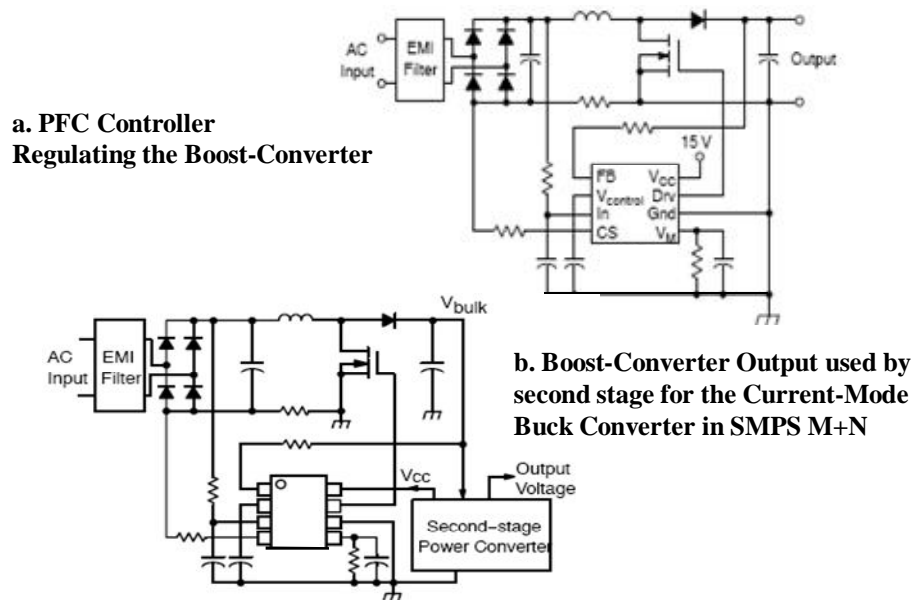 AC
Input
EMI
Filter
Output
a. PFC Controller
Regulating the Boost-Converter
15 V
FB
Vcontrol
In
CS
VCC
Drv
Gnd
VM
Vbulk
AC
Input
EMI
Filter
b. Boost-Converter Output used by
second stage for the Current-Mode
Buck Converter in SMPS M+N
VCC
Output
Voltage
Second-stage
Power Converter